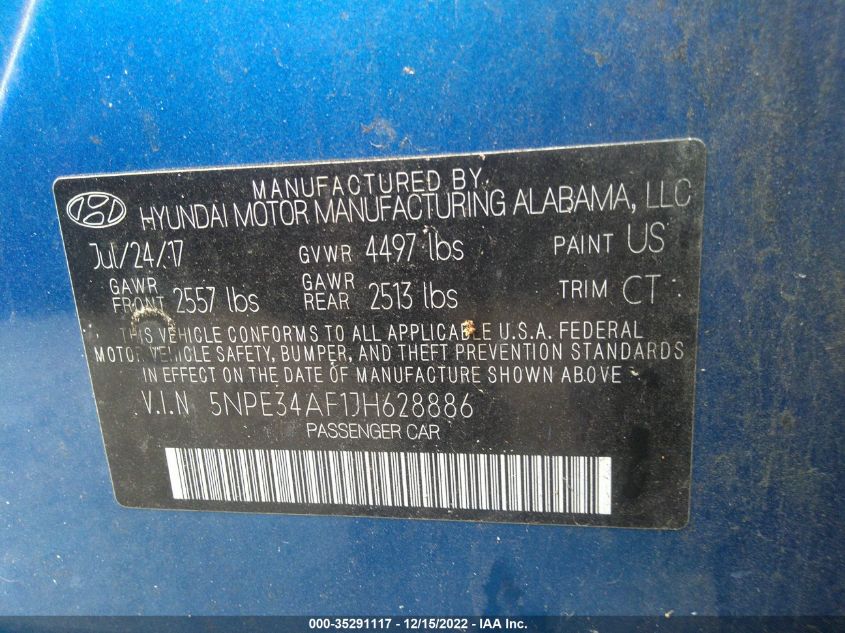 MANUFACTURED BY
HYUNDAI MOTOR MANUFACTURING ALABAMA, LLC
Jul/24/17 GVWR 4497 lbs PAINT US
GAWR FRONT 2557 lbs GAWR REAR 2513 lbs TRIM CT
THIS VEHICLE CONFORMS TO ALL APPLICABLE U.S.A. FEDERAL
MOTOR VEHICLE SAFETY, BUMPER, AND THEFT PREVENTION STANDARDS
IN EFFECT ON THE DATE OF MANUFACTURE SHOWN ABOVE.
V.I.N 5NPE34AF1JH628886
PASSENGER CAR
000-35291117 - 12/15/2022 - IAA Inc.